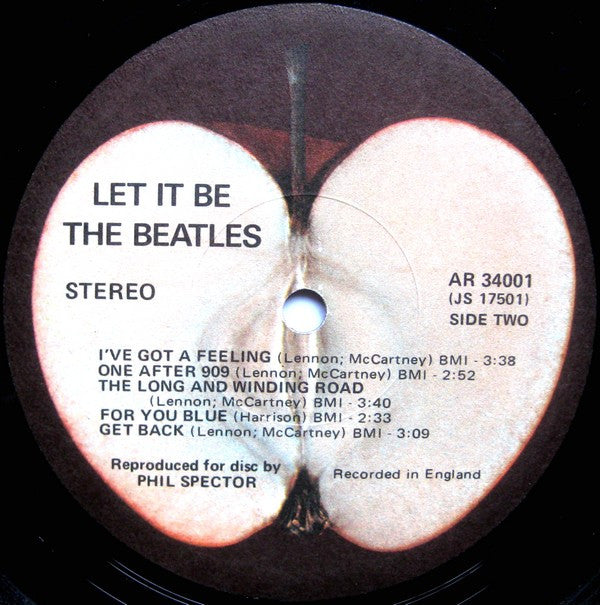 LET IT BE
THE BEATLES
STEREO
AR 34001
(JS 17501)
SIDE TWO
I'VE GOT A FEELING (Lennon; McCartney) BMI - 3:38
ONE AFTER 909 (Lennon; McCartney) BMI - 2:52
THE LONG AND WINDING ROAD
(Lennon; McCartney) BMI - 3:40
FOR YOU BLUE (Harrison) BMI - 2:33
GET BACK (Lennon; McCartney) BMI - 3:09
Reproduced for disc by
PHIL SPECTOR
Recorded in England